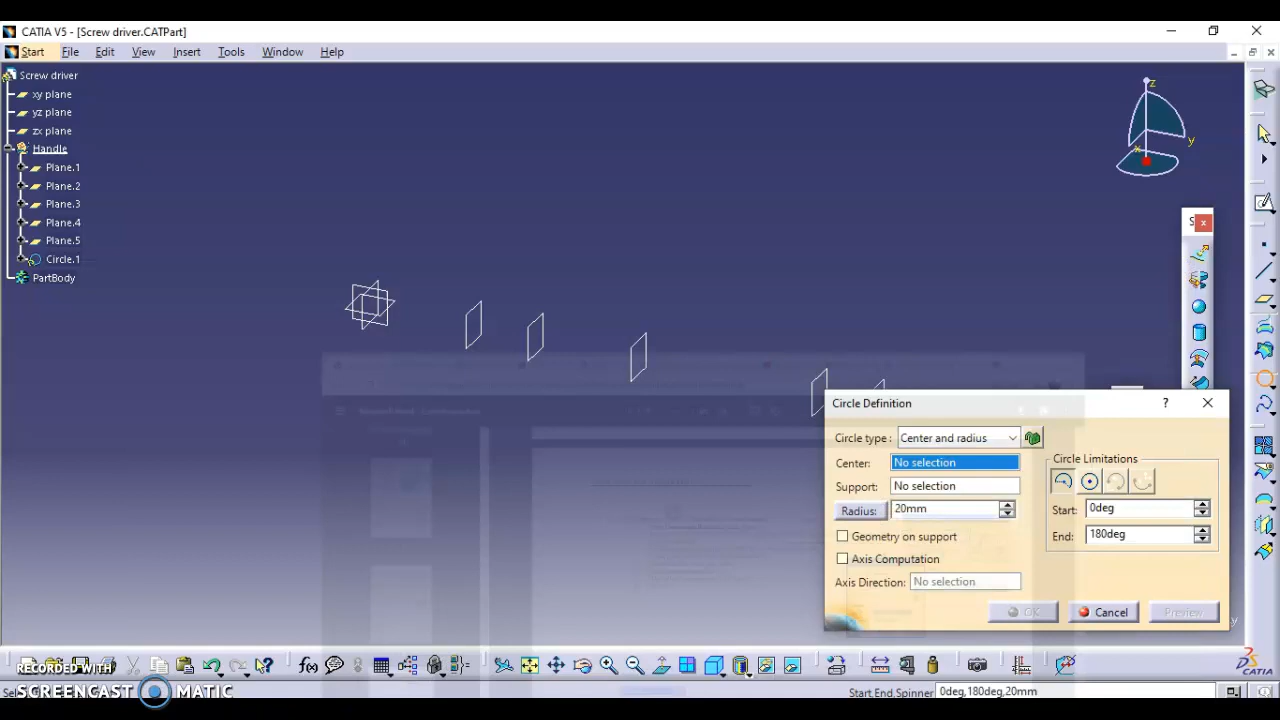 CATIA V5 - [Screw driver.CATPart]
Start File Edit View Insert Tools Window Help
Screw driver
xy plane
yz plane
zx plane
Handle
Plane.1
Plane.2
Plane.3
Plane.4
Plane.5
Circle.1
PartBody
z
y
x
S
Circle Definition ?
Circle type : Center and radius
Center: No selection
Support: No selection
Radius: 20mm
Geometry on support
Axis Computation
Axis Direction: No selection
Circle Limitations
Start: 0deg
End: 180deg
OK Cancel Preview
y
f(x)
CATIA
RECORDED WITH
SCREENCAST MATIC
Start,End,Spinner 0deg,180deg,20mm